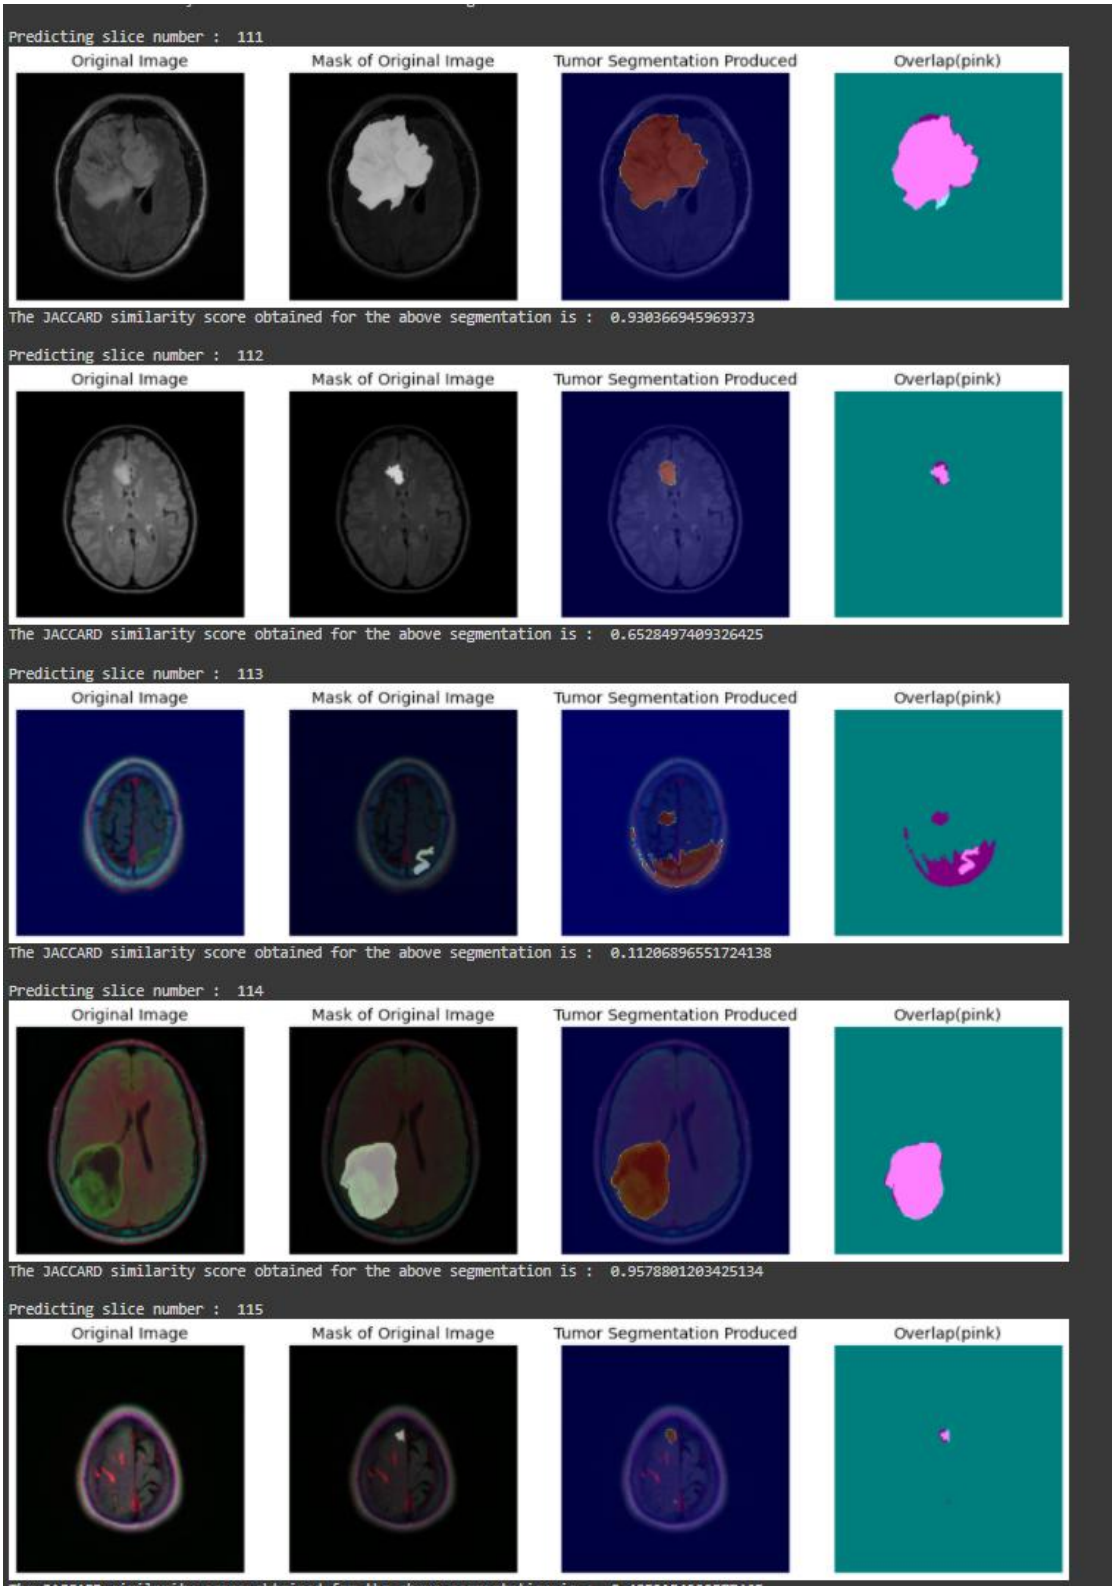 Predicting slice number :  111
Original Image Mask of Original Image Tumor Segmentation Produced Overlap(pink)
The JACCARD similarity score obtained for the above segmentation is :  0.930366945969373
Predicting slice number :  112
Original Image Mask of Original Image Tumor Segmentation Produced Overlap(pink)
The JACCARD similarity score obtained for the above segmentation is :  0.6528497409326425
Predicting slice number :  113
Original Image Mask of Original Image Tumor Segmentation Produced Overlap(pink)
The JACCARD similarity score obtained for the above segmentation is :  0.11206896551724138
Predicting slice number :  114
Original Image Mask of Original Image Tumor Segmentation Produced Overlap(pink)
The JACCARD similarity score obtained for the above segmentation is :  0.9578801203425134
Predicting slice number :  115
Original Image Mask of Original Image Tumor Segmentation Produced Overlap(pink)